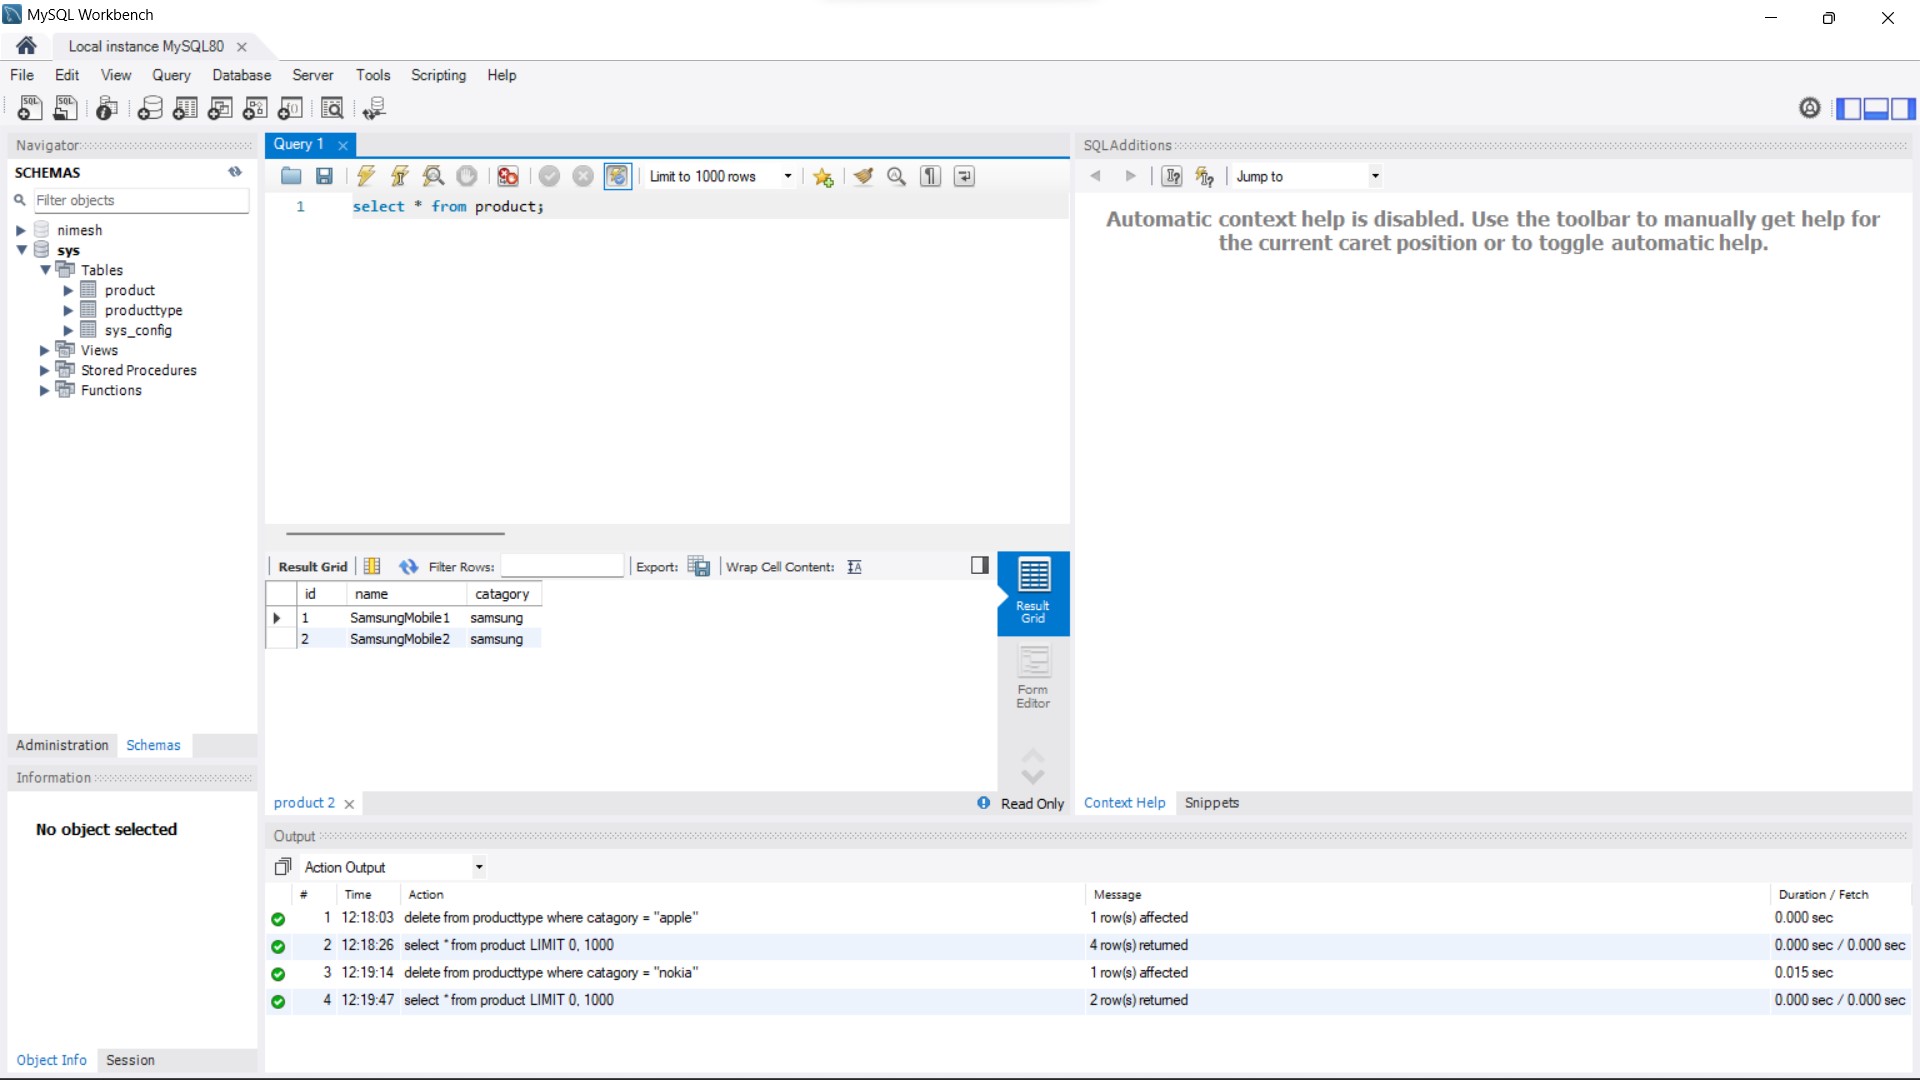 MySQL Workbench
Local instance MySQL80
File Edit View Query Database Server Tools Scripting Help
Navigator
SCHEMAS
Filter objects
nimesh
sys
Tables
product
producttype
sys_config
Views
Stored Procedures
Functions
Administration Schemas
Information
No object selected
Object Info Session
Query 1
Limit to 1000 rows
1 select * from product;
Result Grid Filter Rows: Export: Wrap Cell Content:
id name catagory
1 SamsungMobile1 samsung
2 SamsungMobile2 samsung
Result
Grid
Form
Editor
product 2
Read Only
SQLAdditions
Jump to
Automatic context help is disabled. Use the toolbar to manually get help for
the current caret position or to toggle automatic help.
Context Help Snippets
Output
Action Output
# Time Action Message Duration / Fetch
1 12:18:03 delete from producttype where catagory = "apple" 1 row(s) affected 0.000 sec
2 12:18:26 select * from product LIMIT 0, 1000 4 row(s) returned 0.000 sec / 0.000 sec
3 12:19:14 delete from producttype where catagory = "nokia" 1 row(s) affected 0.015 sec
4 12:19:47 select * from product LIMIT 0, 1000 2 row(s) returned 0.000 sec / 0.000 sec